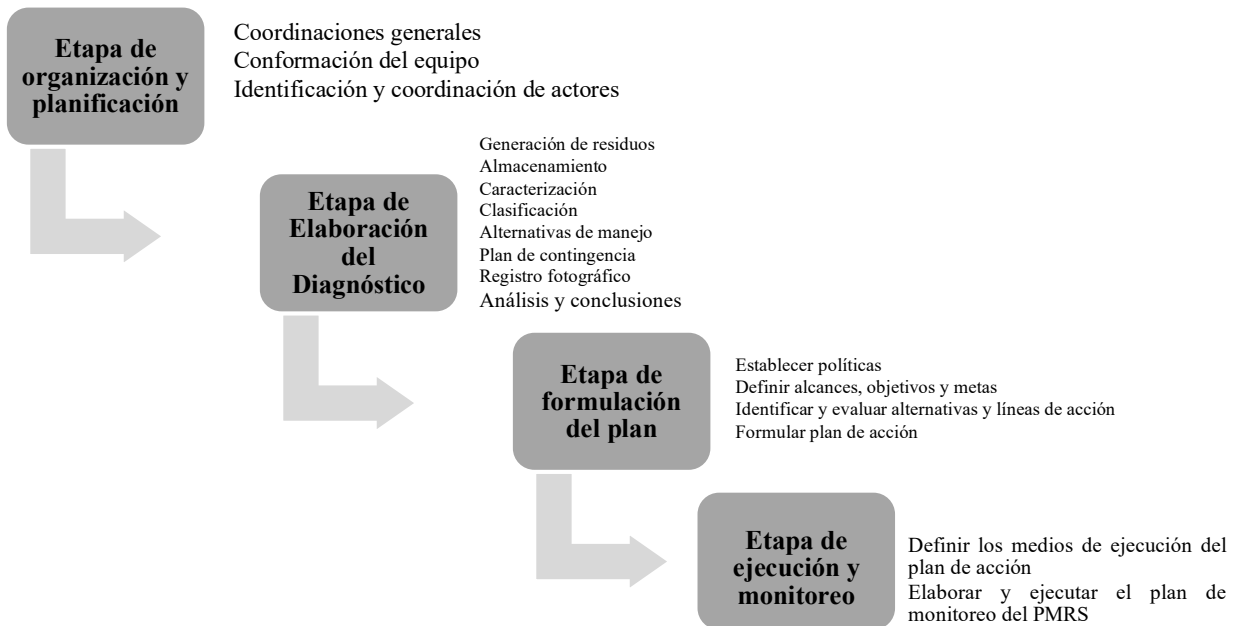 Etapa de
organización y
planificación
Coordinaciones generales
Conformación del equipo
Identificación y coordinación de actores
Etapa de
Elaboración
del
Diagnóstico
Generación de residuos
Almacenamiento
Caracterización
Clasificación
Alternativas de manejo
Plan de contingencia
Registro fotográfico
Análisis y conclusiones
Etapa de
formulación
del plan
Establecer políticas
Definir alcances, objetivos y metas
Identificar y evaluar alternativas y líneas de acción
Formular plan de acción
Etapa de
ejecución y
monitoreo
Definir los medios de ejecución del
plan de acción
Elaborar y ejecutar el plan de
monitoreo del PMRS